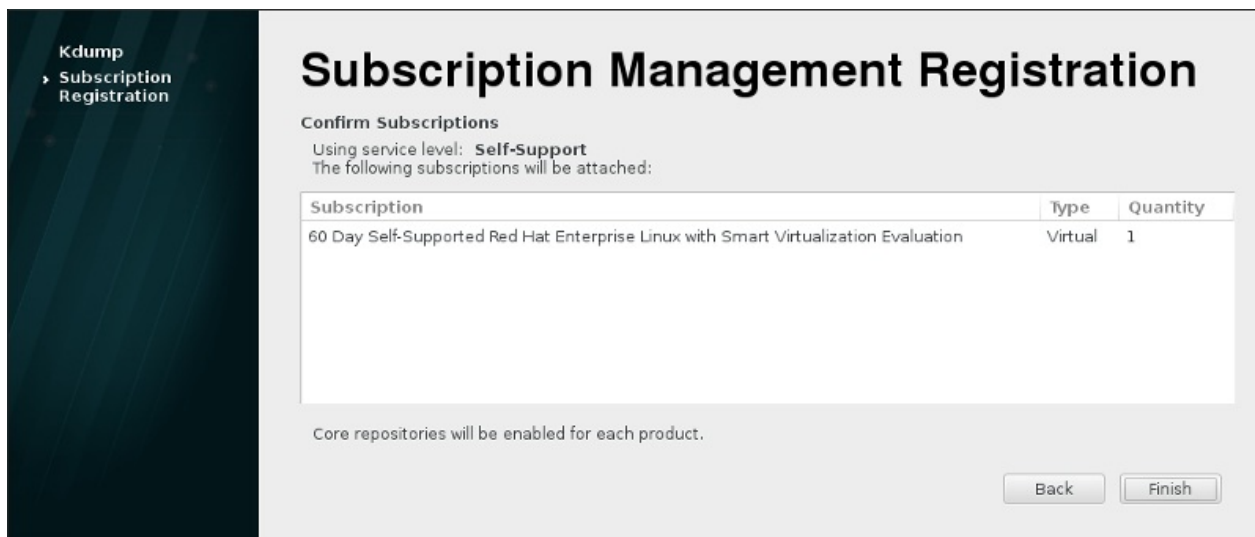 Kdump
Subscription
Registration
Subscription Management Registration
Confirm Subscriptions
Using service level: Self-Support
The following subscriptions will be attached:
Subscription Type Quantity
60 Day Self-Supported Red Hat Enterprise Linux with Smart Virtualization Evaluation Virtual 1
Core repositories will be enabled for each product.
Back Finish